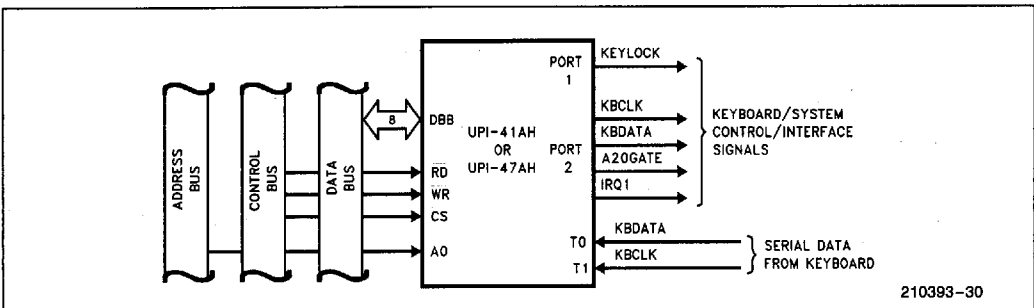 ADDRESS
BUS
CONTROL
BUS
DATA
BUS
8
DBB
RD
WR
CS
A0
UPI-41AH
OR
UPI-47AH
PORT
1
PORT
2
T0
T1
KEYLOCK
KBCLK
KBDATA
A20GATE
IRQ1
KEYBOARD/SYSTEM
CONTROL/INTERFACE
SIGNALS
KBDATA
KBCLK
SERIAL DATA
FROM KEYBOARD
210393-30